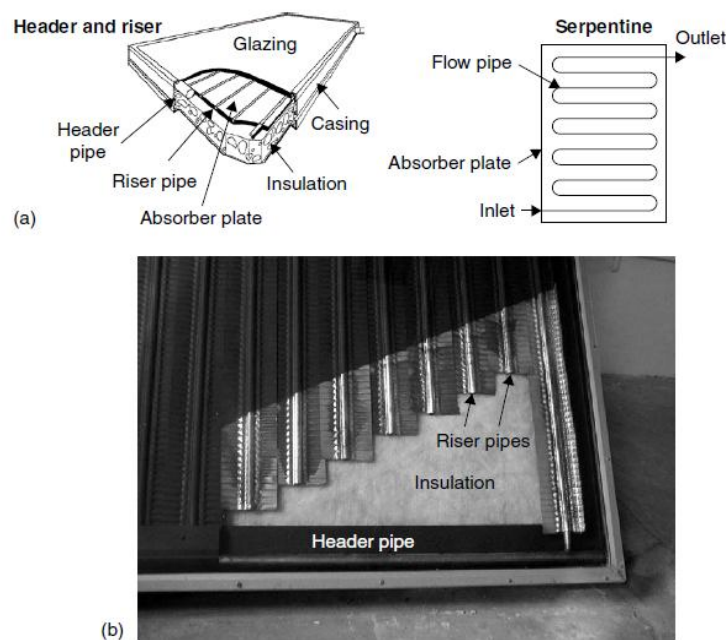 Header and riser
Glazing
Header
pipe
Riser pipe
Absorber plate
Casing
Insulation
(a)
Serpentine
Outlet
Flow pipe
Absorber plate
Inlet
Riser pipes
Insulation
Header pipe
(b)